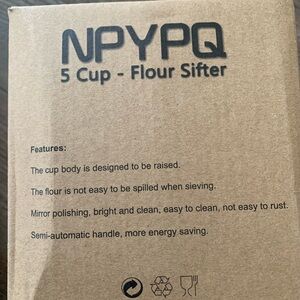 NPYPQ
5 Cup - Flour Sifter
Features:
The cup body is designed to be raised.
The flour is not easy to be spilled when sieving.
Mirror polishing, bright and clean, easy to clean, not easy to rust.
Semi-automatic handle, more energy saving.